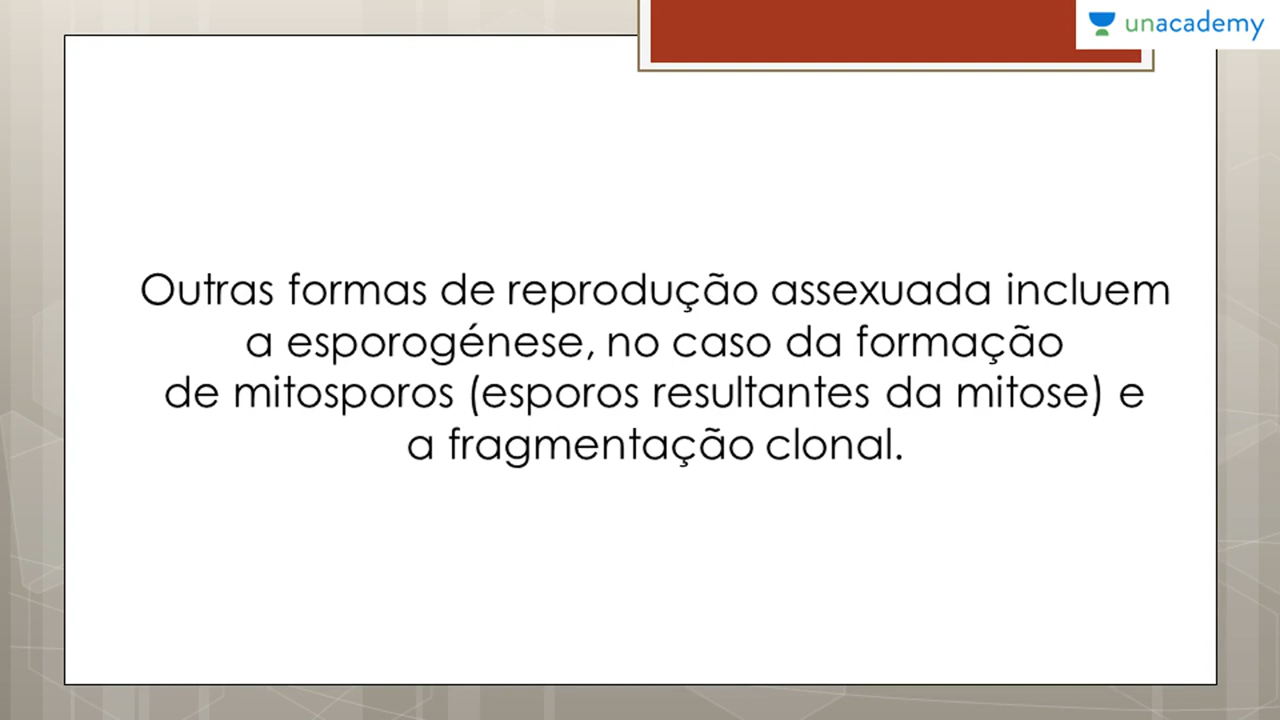 unacademy
Outras formas de reprodução assexuada incluem
a esporogénese, no caso da formação
de mitosporos (esporos resultantes da mitose) e
a fragmentação clonal.